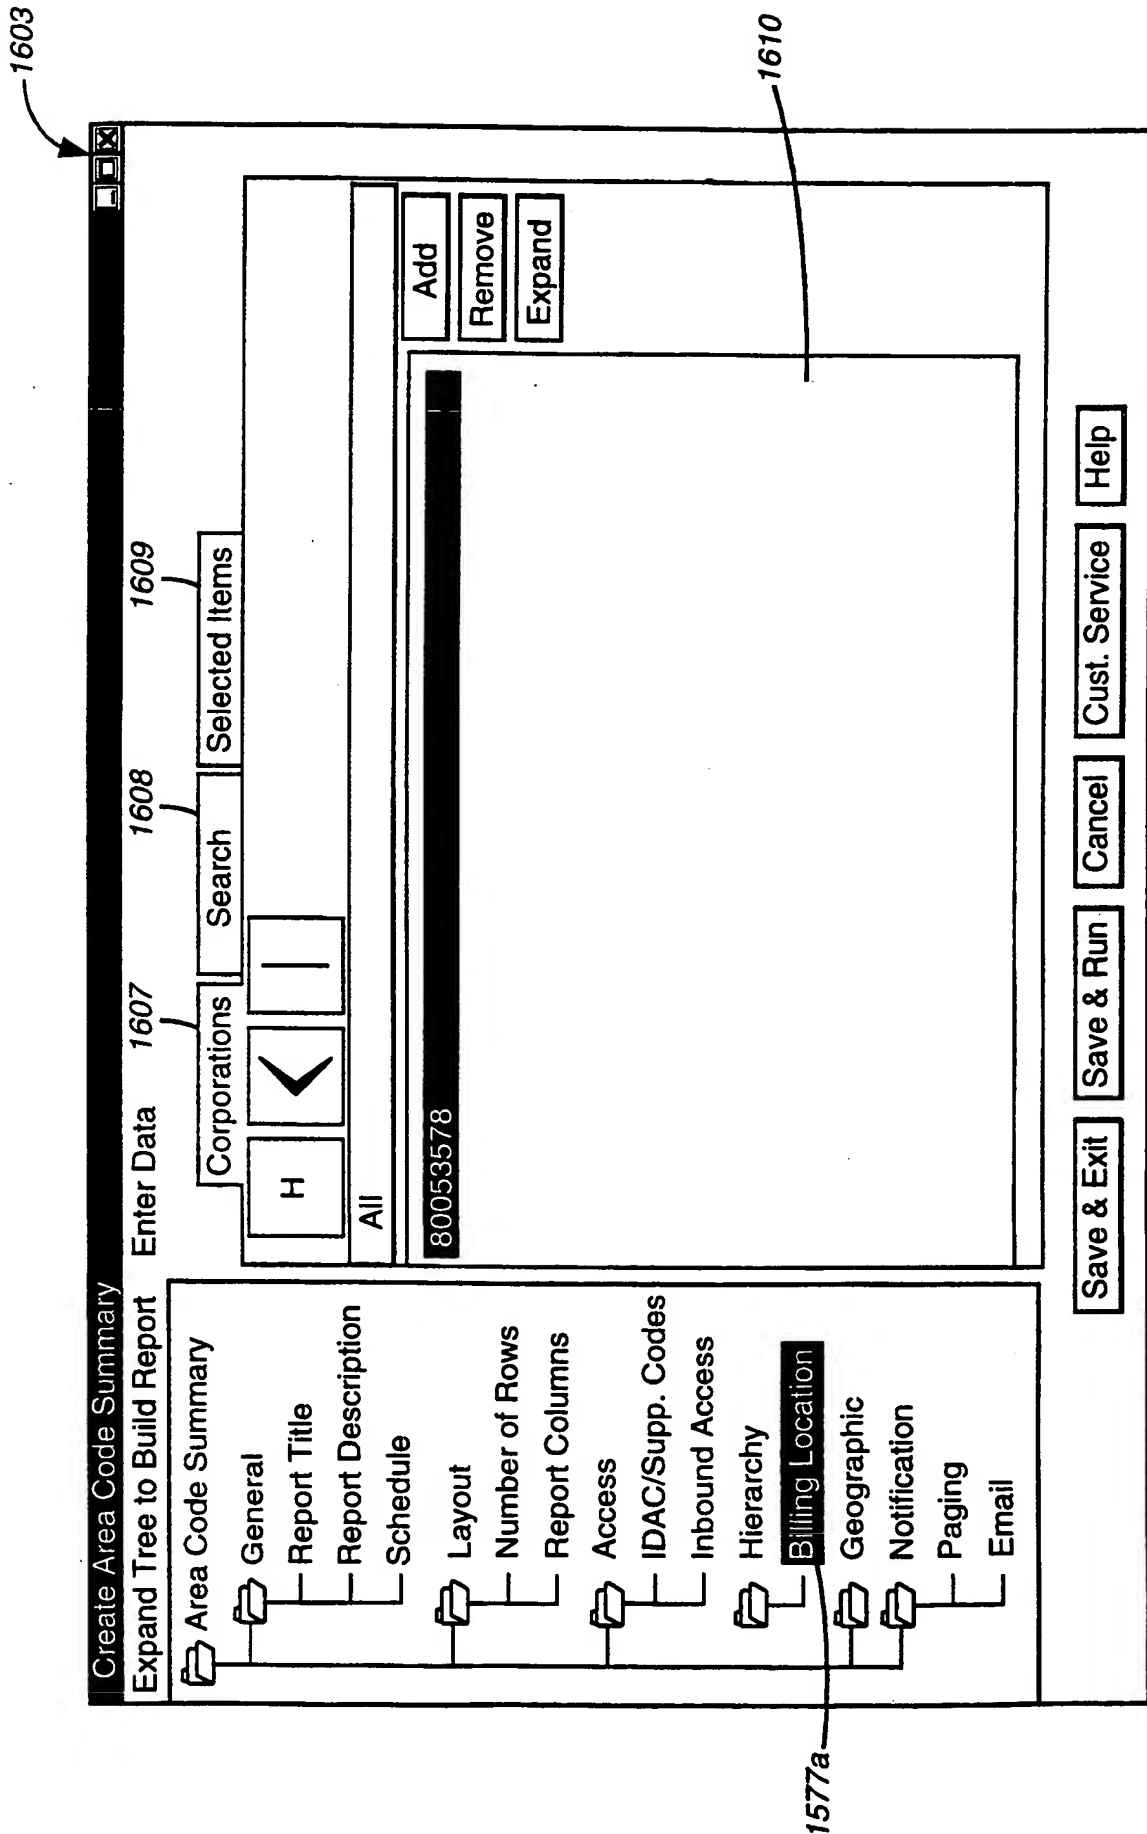 1603
Create Area Code Summary
Expand Tree to Build Report
Enter Data
1607
1608
1609
Area Code Summary
General
Report Title
Report Description
Schedule
Layout
Number of Rows
Report Columns
Access
IDAC/Supp. Codes
Inbound Access
Hierarchy
Billing Location
Geographic
Notification
Paging
Email
1577a
Corporations
Search
Selected Items
H
All
80053578
Add
Remove
Expand
1610
Save & Exit
Save & Run
Cancel
Cust. Service
Help